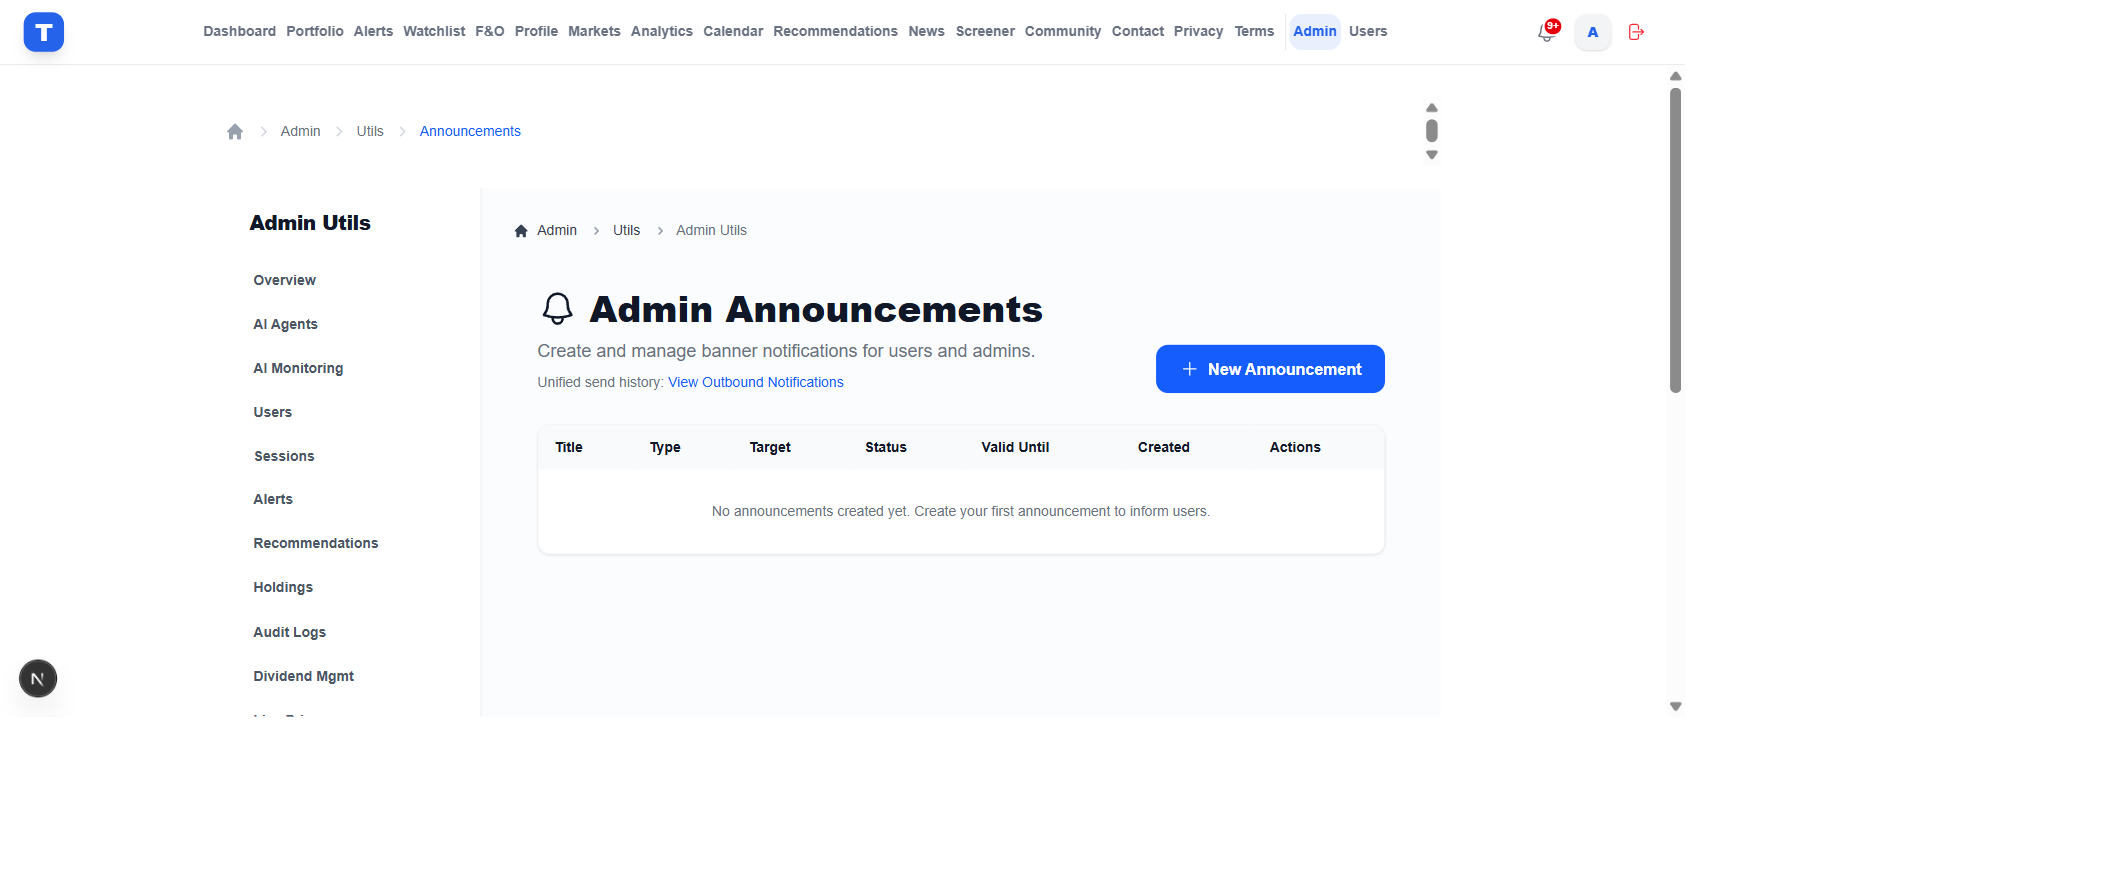 T Dashboard Portfolio Alerts Watchlist F&O Profile Markets Analytics Calendar Recommendations News Screener Community Contact Privacy Terms Admin Users 9+ A
Admin Utils Announcements
Admin Utils
Overview
AI Agents
AI Monitoring
Users
Sessions
Alerts
Recommendations
Holdings
Audit Logs
Dividend Mgmt
Admin Utils Admin Utils
Admin Announcements
Create and manage banner notifications for users and admins.
Unified send history: View Outbound Notifications
New Announcement
Title Type Target Status Valid Until Created Actions
No announcements created yet. Create your first announcement to inform users.
N